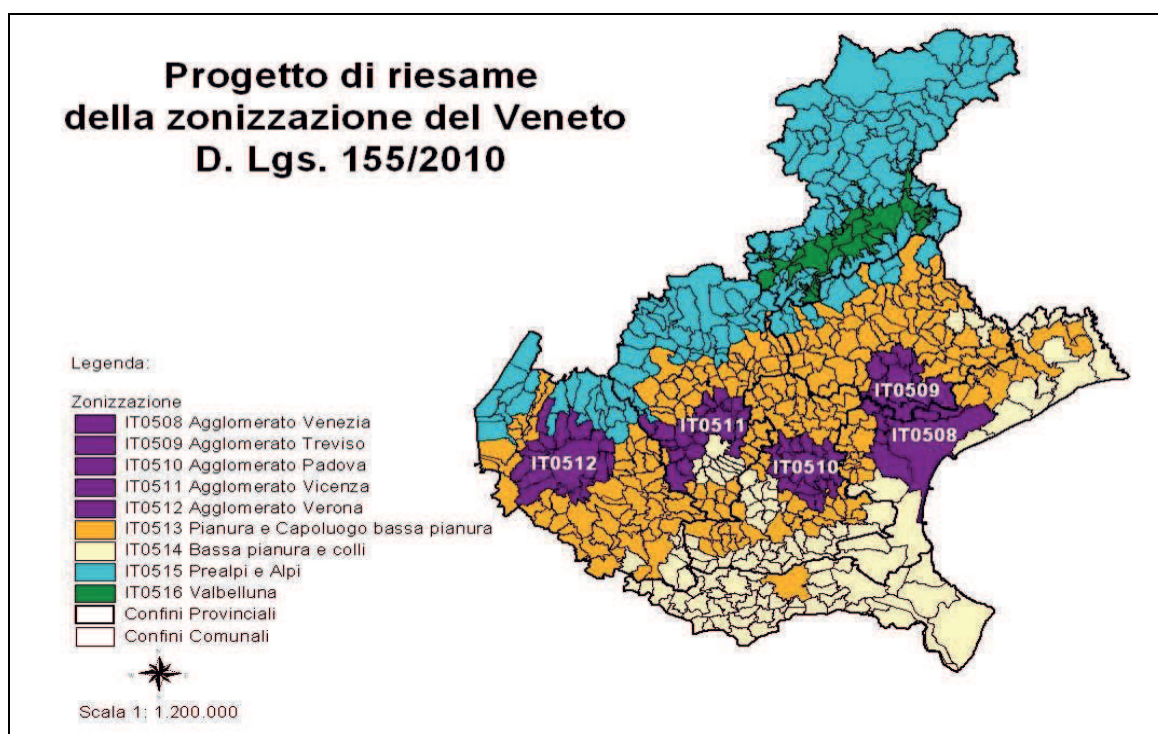 Progetto di riesame
della zonizzazione del Veneto
D. Lgs. 155/2010
Legenda:
Zonizzazione
IT0508 Agglomerato Venezia
IT0509 Agglomerato Treviso
IT0510 Agglomerato Padova
IT0511 Agglomerato Vicenza
IT0512 Agglomerato Verona
IT0513 Pianura e Capoluogo bassa pianura
IT0514 Bassa pianura e colli
IT0515 Prealpi e Alpi
IT0516 Valbelluna
Confini Provinciali
Confini Comunali
Scala 1: 1.200.000
IT0509
IT0511
IT0508
IT0512
IT0510